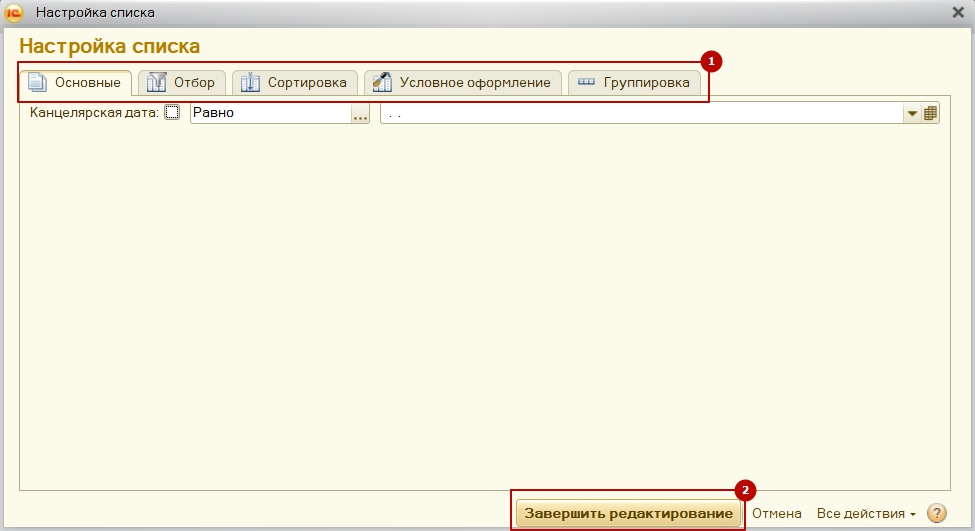 1С Настройка списка
Настройка списка
1
Основные Отбор Сортировка Условное оформление Группировка
Канцелярская дата: Равно ... . .
2
Завершить редактирование Отмена Все действия ?